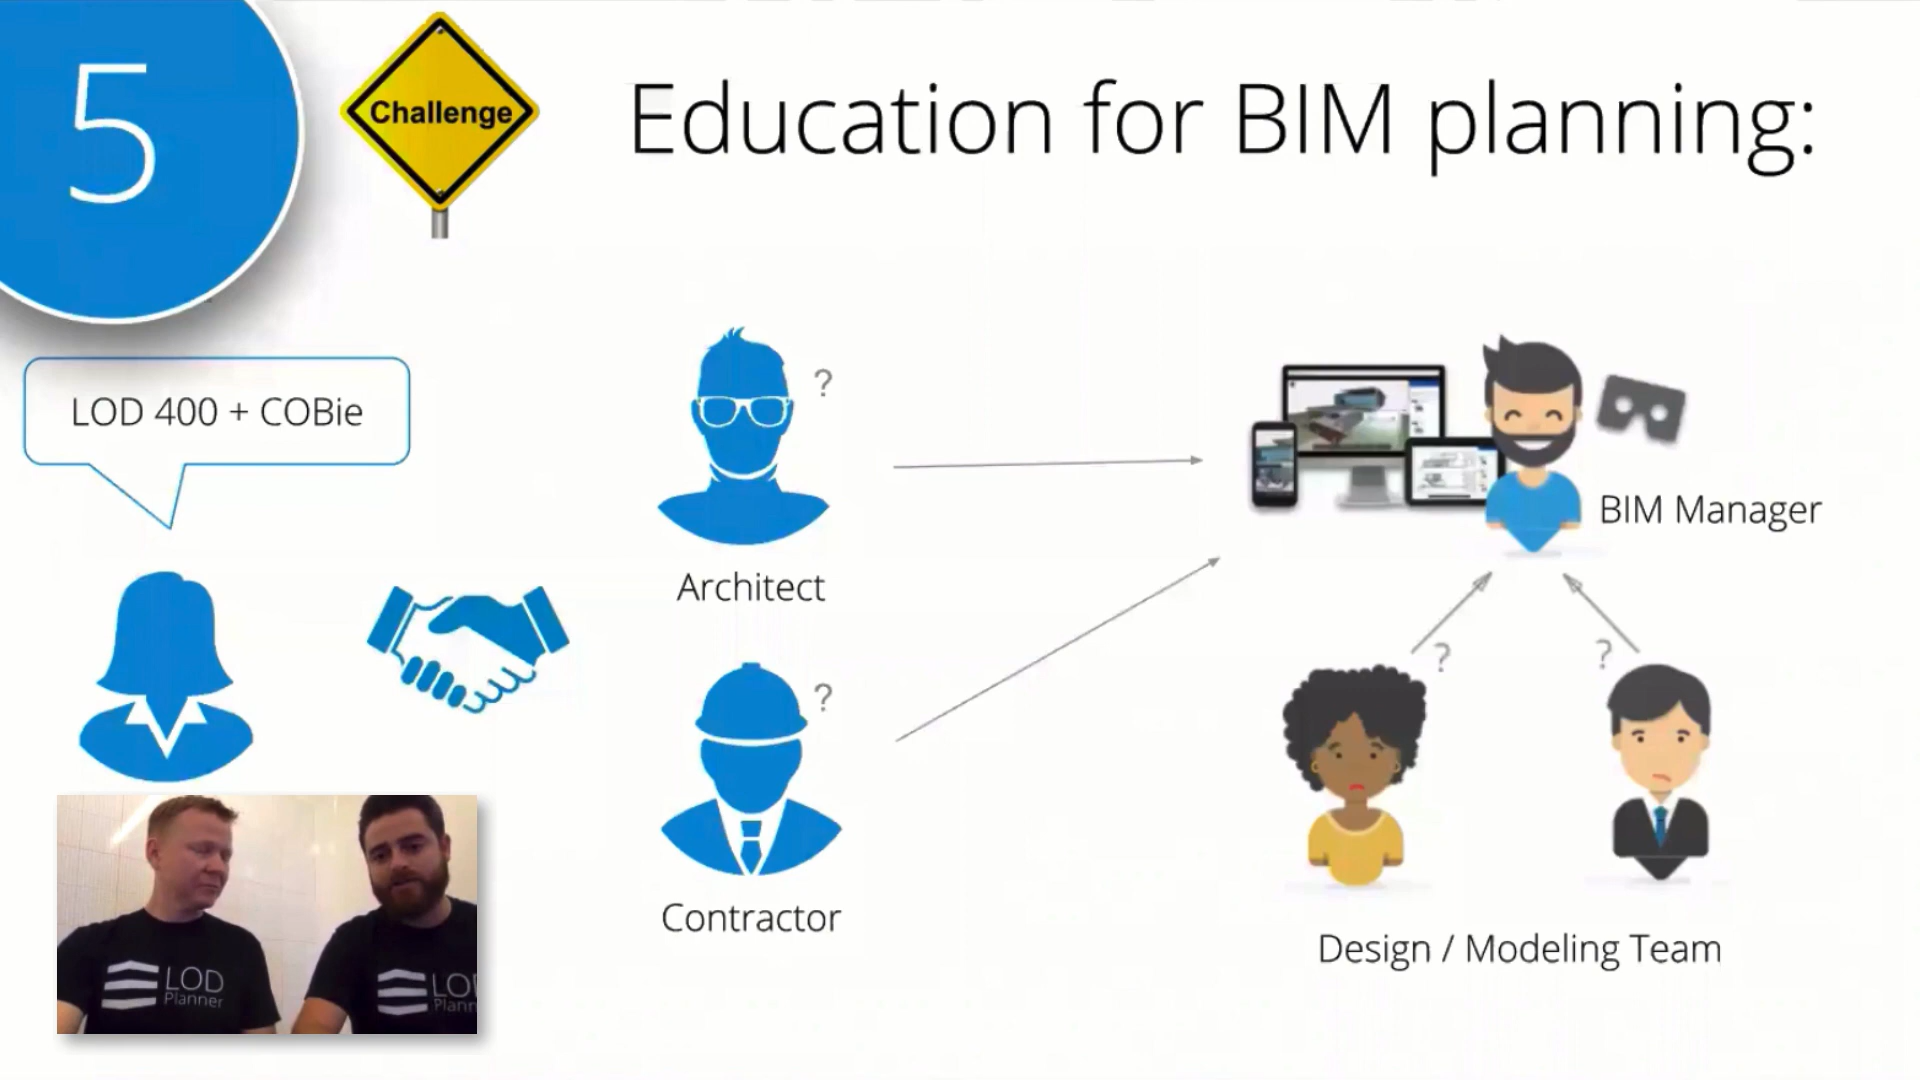 5
Challenge
Education for BIM planning:
LOD 400 + COBie
?
Architect
BIM Manager
?
Contractor
?
?
Design / Modeling Team
LOD
Planner
LO
Plann